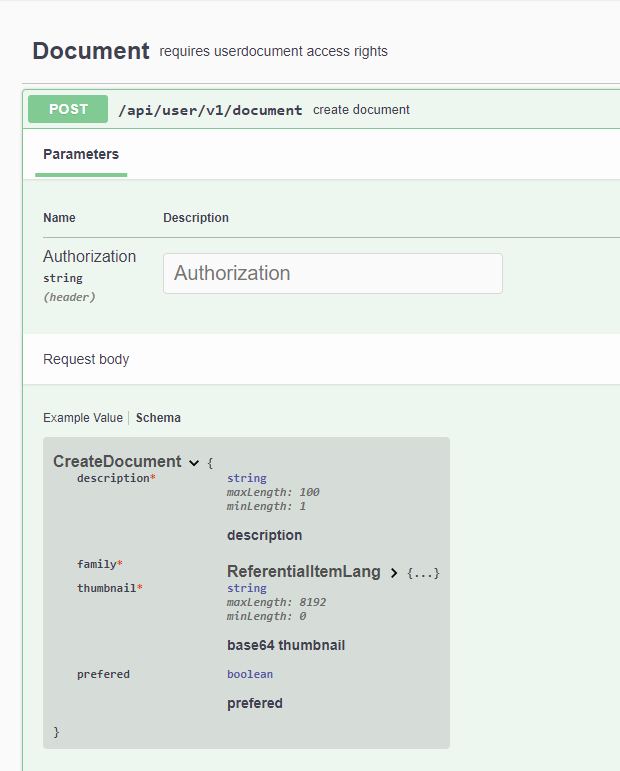 Document requires userdocument access rights
POST /api/user/v1/document create document
Parameters
Name Description
Authorization Authorization
string
(header)
Request body
Example Value Schema
CreateDocument {
description* string
maxLength: 100
minLength: 1
description
family* ReferentialItemLang {...}
thumbnail* string
maxLength: 8192
minLength: 0
base64 thumbnail
prefered boolean
prefered
}